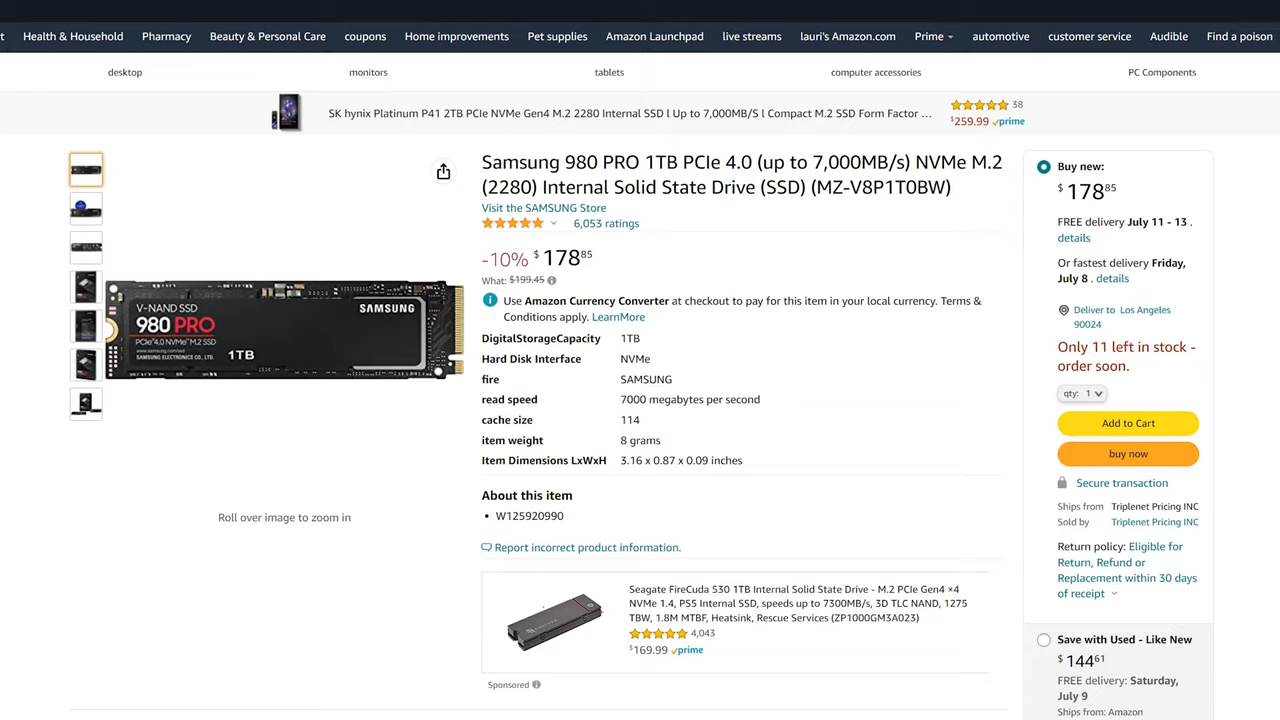 t Health & Household Pharmacy Beauty & Personal Care coupons Home improvements Pet supplies Amazon Launchpad live streams lauri's Amazon.com Prime automotive customer service Audible Find a poison
desktop monitors tablets computer accessories PC Components
SK hynix Platinum P41 2TB PCIe NVMe Gen4 M.2 2280 Internal SSD l Up to 7,000MB/S l Compact M.2 SSD Form Factor ... 38
$259.99 prime
Samsung 980 PRO 1TB PCIe 4.0 (up to 7,000MB/s) NVMe M.2
(2280) Internal Solid State Drive (SSD) (MZ-V8P1T0BW)
Visit the SAMSUNG Store
6,053 ratings
-10% $178 85
What: $199.45
Use Amazon Currency Converter at checkout to pay for this item in your local currency. Terms &
Conditions apply. LearnMore
DigitalStorageCapacity 1TB
Hard Disk Interface NVMe
fire SAMSUNG
read speed 7000 megabytes per second
cache size 114
item weight 8 grams
Item Dimensions LxWxH 3.16 x 0.87 x 0.09 inches
About this item
• W125920990
Report incorrect product information.
Seagate FireCuda 530 1TB Internal Solid State Drive - M.2 PCIe Gen4 ×4
NVMe 1.4, PS5 Internal SSD, speeds up to 7300MB/s, 3D TLC NAND, 1275
TBW, 1.8M MTBF, Heatsink, Rescue Services (ZP1000GM3A023)
4,043
$169.99 prime
Sponsored
V-NAND SSD
980 PRO
PCIe 4.0 NVMe M.2 SSD
www.samsung.com/ssd
SAMSUNG ELECTRONICS CO., LTD.
1TB
SAMSUNG
Roll over image to zoom in
Buy new:
$178 85
FREE delivery July 11 - 13 .
details
Or fastest delivery Friday,
July 8 . details
Deliver to Los Angeles
90024
Only 11 left in stock -
order soon.
qty: 1
Add to Cart
buy now
Secure transaction
Ships from Triplenet Pricing INC
Sold by Triplenet Pricing INC
Return policy: Eligible for
Return, Refund or
Replacement within 30 days
of receipt
Save with Used - Like New
$144 61
FREE delivery: Saturday,
July 9
Ships from: Amazon